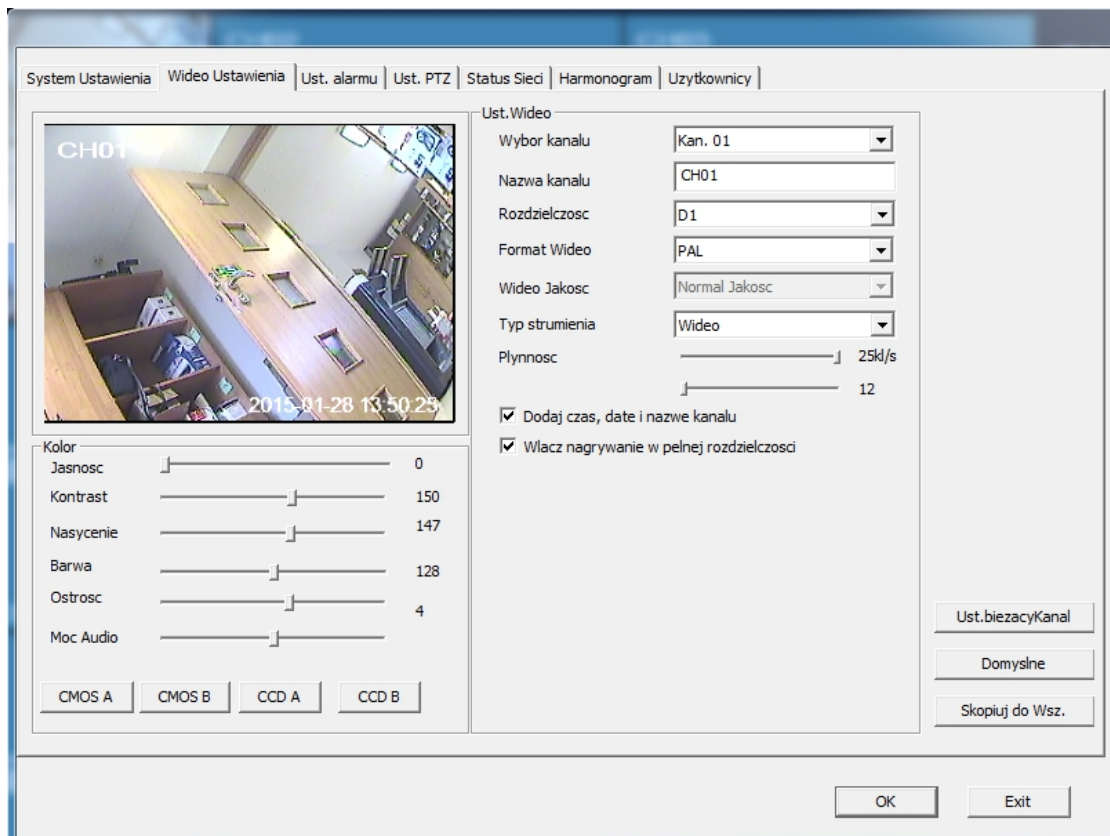 System Ustawienia
Wideo Ustawienia
Ust. alarmu
Ust. PTZ
Status Sieci
Harmonogram
Uzytkownicy
CH01
2015-01-28 13:50:25
Kolor
Jasnosc 0
Kontrast 150
Nasycenie 147
Barwa 128
Ostrosc 4
Moc Audio
CMOS A
CMOS B
CCD A
CCD B
Ust.Wideo
Wybor kanalu Kan. 01
Nazwa kanalu CH01
Rozdzielczosc D1
Format Wideo PAL
Wideo Jakosc Normal Jakosc
Typ strumienia Wideo
Plynnosc 25kl/s
12
Dodaj czas, date i nazwe kanalu
Wlacz nagrywanie w pelnej rozdzielczosci
Ust.biezacyKanal
Domyslne
Skopiuj do Wsz.
OK
Exit